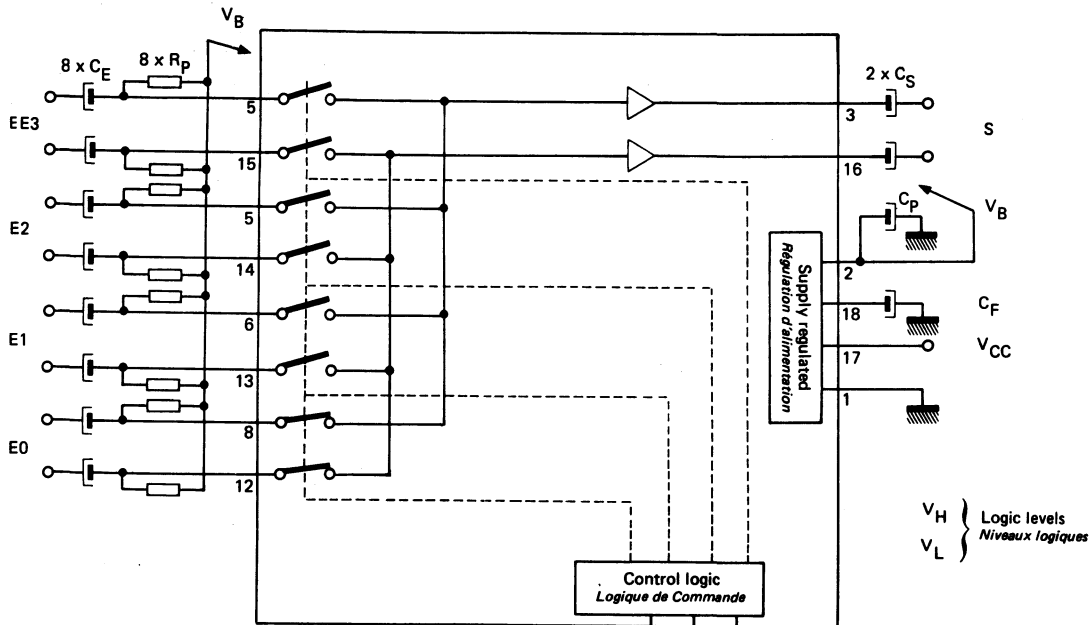 V_B
8 x C_E
8 x R_P
2 x C_S
5
3
EE3
S
15
16
5
C_P
V_B
E2
14
2
Supply regulated
Régulation d'alimentation
6
18
C_F
E1
17
V_CC
13
1
8
E0
12
V_H
V_L
Logic levels
Niveaux logiques
Control logic
Logique de Commande